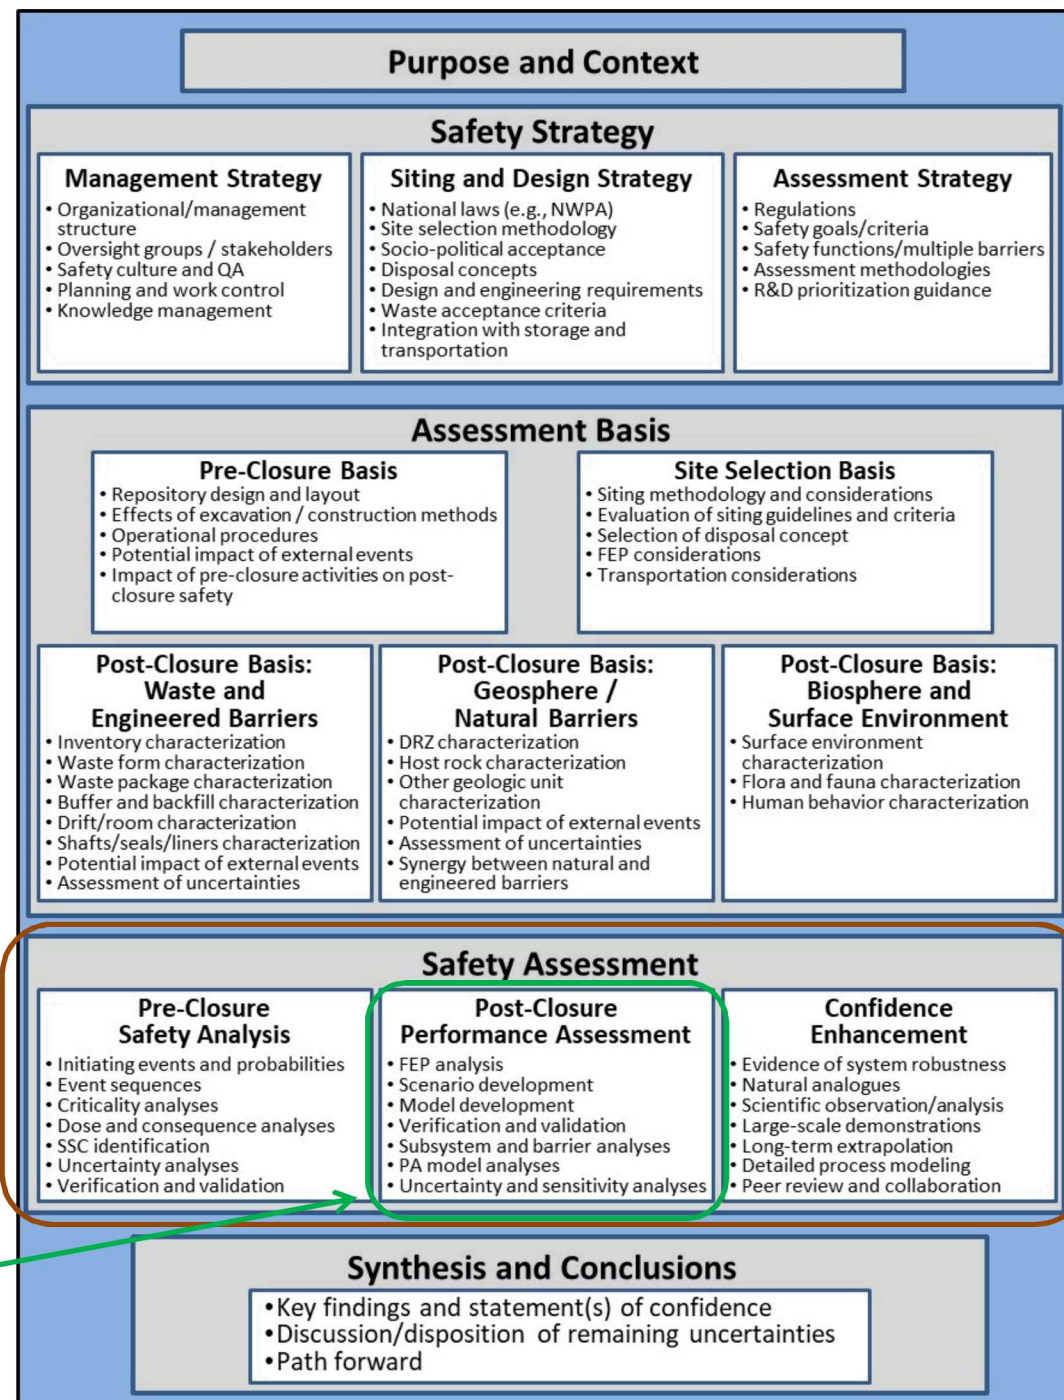 Purpose and Context
Safety Strategy
Management Strategy
• Organizational/management
structure
• Oversight groups / stakeholders
• Safety culture and QA
• Planning and work control
• Knowledge management
Siting and Design Strategy
• National laws (e.g., NWPA)
• Site selection methodology
• Socio-political acceptance
• Disposal concepts
• Design and engineering requirements
• Waste acceptance criteria
• Integration with storage and
transportation
Assessment Strategy
• Regulations
• Safety goals/criteria
• Safety functions/multiple barriers
• Assessment methodologies
• R&D prioritization guidance
Assessment Basis
Pre-Closure Basis
• Repository design and layout
• Effects of excavation / construction methods
• Operational procedures
• Potential impact of external events
• Impact of pre-closure activities on post-
closure safety
Site Selection Basis
• Siting methodology and considerations
• Evaluation of siting guidelines and criteria
• Selection of disposal concept
• FEP considerations
• Transportation considerations
Post-Closure Basis:
Waste and
Engineered Barriers
• Inventory characterization
• Waste form characterization
• Waste package characterization
• Buffer and backfill characterization
• Drift/room characterization
• Shafts/seals/liners characterization
• Potential impact of external events
• Assessment of uncertainties
Post-Closure Basis:
Geosphere /
Natural Barriers
• DRZ characterization
• Host rock characterization
• Other geologic unit
characterization
• Potential impact of external events
• Assessment of uncertainties
• Synergy between natural and
engineered barriers
Post-Closure Basis:
Biosphere and
Surface Environment
• Surface environment
characterization
• Flora and fauna characterization
• Human behavior characterization
Safety Assessment
Pre-Closure
Safety Analysis
• Initiating events and probabilities
• Event sequences
• Criticality analyses
• Dose and consequence analyses
• SSC identification
• Uncertainty analyses
• Verification and validation
Post-Closure
Performance Assessment
• FEP analysis
• Scenario development
• Model development
• Verification and validation
• Subsystem and barrier analyses
• PA model analyses
• Uncertainty and sensitivity analyses
Confidence
Enhancement
• Evidence of system robustness
• Natural analogues
• Scientific observation/analysis
• Large-scale demonstrations
• Long-term extrapolation
• Detailed process modeling
• Peer review and collaboration
Synthesis and Conclusions
•Key findings and statement(s) of confidence
•Discussion/disposition of remaining uncertainties
•Path forward